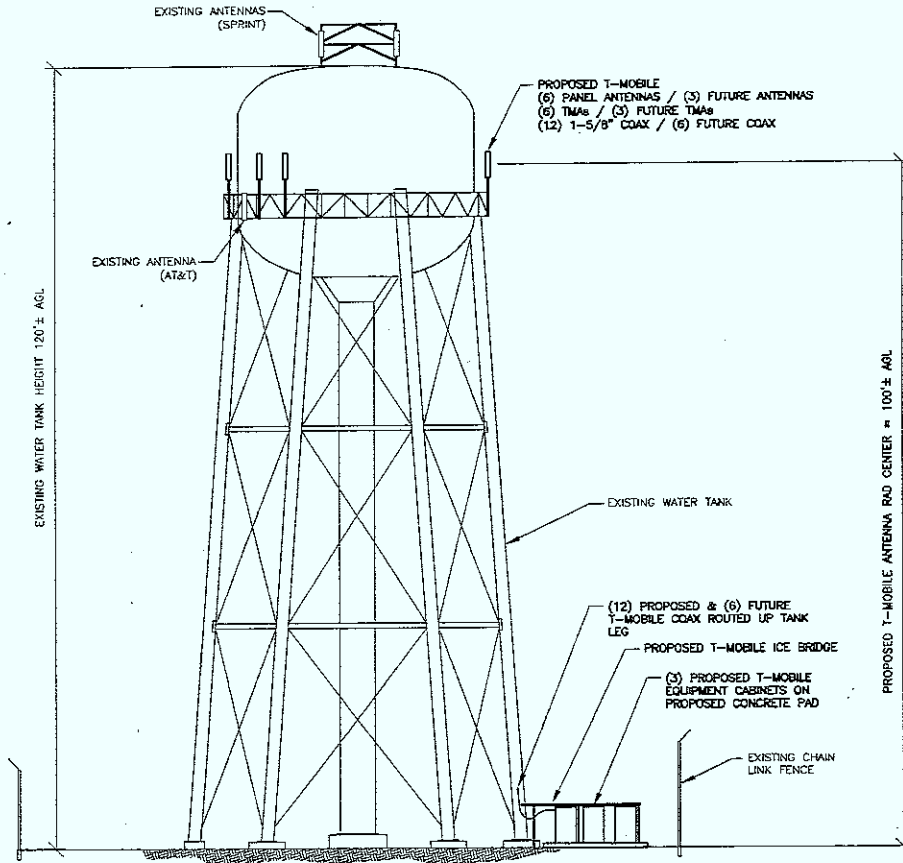 EXISTING ANTENNAS
(SPRINT)
PROPOSED T-MOBILE
(6) PANEL ANTENNAS / (3) FUTURE ANTENNAS
(6) TMAs / (3) FUTURE TMAs
(12) 1-5/8" COAX / (6) FUTURE COAX
EXISTING ANTENNA
(AT&T)
EXISTING WATER TANK HEIGHT 120'± AGL
PROPOSED T-MOBILE ANTENNA RAD CENTER = 100'± AGL
EXISTING WATER TANK
(12) PROPOSED & (6) FUTURE
T-MOBILE COAX ROUTED UP TANK
LEG
PROPOSED T-MOBILE ICE BRIDGE
(3) PROPOSED T-MOBILE
EQUIPMENT CABINETS ON
PROPOSED CONCRETE PAD
EXISTING CHAIN
LINK FENCE